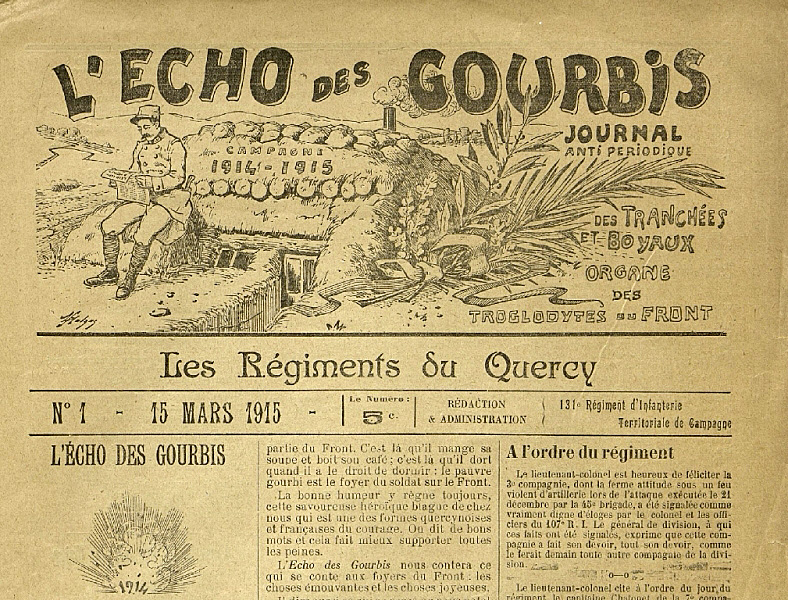 L'ECHO DES GOURBIS
JOURNAL
ANTI PERIODIQUE
CAMPAGNE
1914-1915
DES TRANCHÉES
ET BOYAUX
ORGANE
DES
TROGLODYTES DU FRONT
Les Régiments du Quercy
N° 1 - 15 MARS 1915 -
Le Numéro :
5 c.
RÉDACTION
& ADMINISTRATION
131e Régiment d'Infanterie
Territoriale de Campagne
L'ÉCHO DES GOURBIS
1914
partie du Front. C'est là qu'il mange sa
soupe et boit son café ; c'est là qu'il dort
quand il a le droit de dormir ; le pauvre
gourbi est le foyer du soldat sur le Front.
La bonne humeur y règne toujours,
cette savoureuse héroïque blague de chez
nous qui est une des formes quercynoises
et françaises du courage. On dit de bons
mots et cela fait mieux supporter toutes
les peines.
L'Echo des Gourbis nous contera ce
qui se conte aux foyers du Front : les
choses émouvantes et les choses joyeuses.
A l'ordre du régiment
Le lieutenant-colonel est heureux de féliciter la
3e compagnie, dont la ferme attitude sous un feu
violent d'artillerie lors de l'attaque exécutée le 21
décembre par la 45e brigade, a été signalée comme
vraiment digne d'éloges par le colonel et les offi-
ciers du 107e R. I. Le général de division, à qui
ces faits ont été signalés, exprime que cette com-
pagnie a fait son devoir, tout son devoir, comme
le ferait demain toute autre compagnie de la divi-
sion.
Le lieutenant-colonel cite à l'ordre du jour du
régiment le capitaine de la 7e